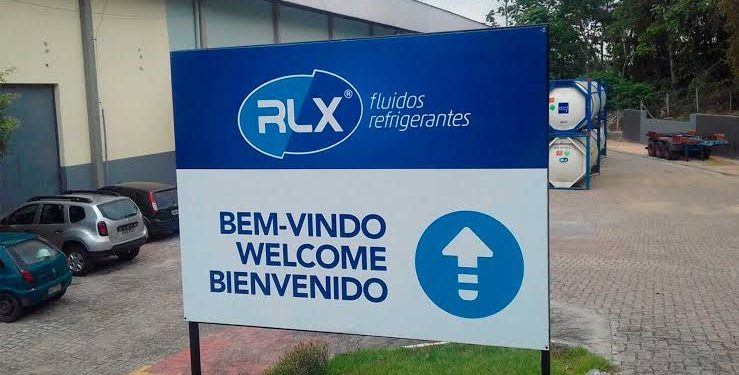 RLX®
fluidos
refrigerantes
BEM-VINDO
WELCOME
BIENVENIDO